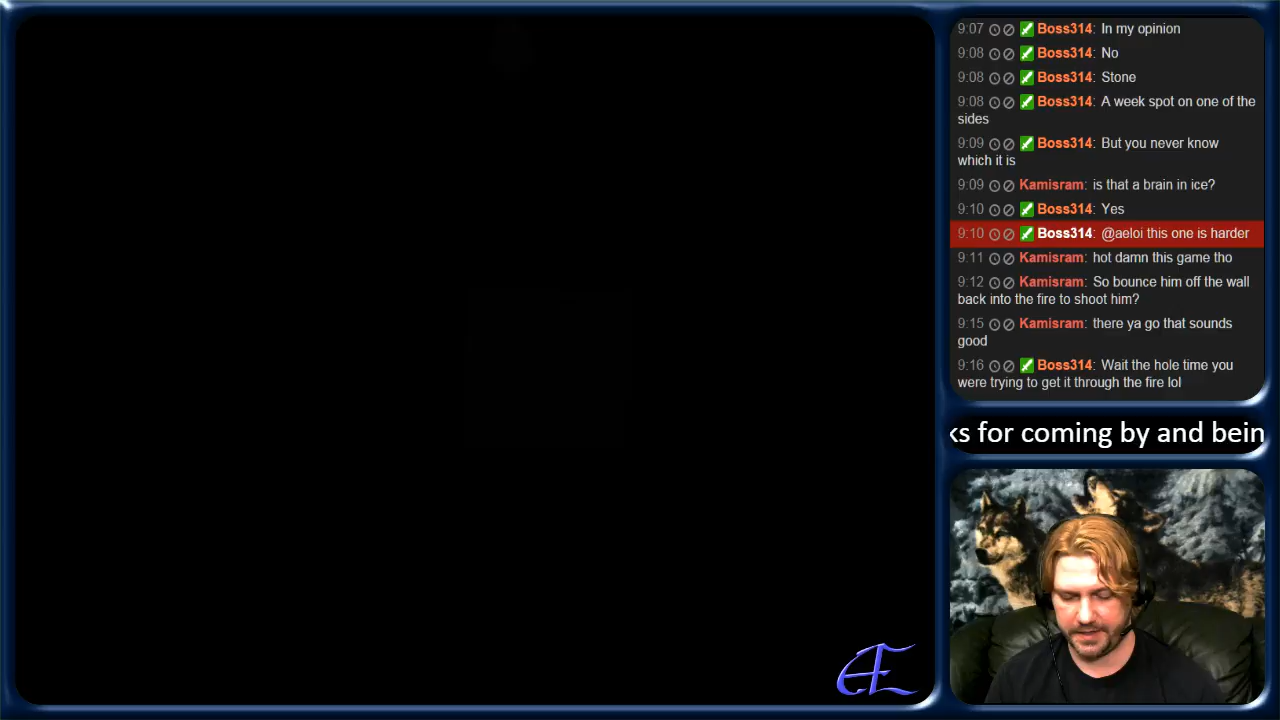 9:07 Boss314: In my opinion
9:08 Boss314: No
9:08 Boss314: Stone
9:08 Boss314: A week spot on one of the
sides
9:09 Boss314: But you never know
which it is
9:09 Kamisram: is that a brain in ice?
9:10 Boss314: Yes
9:10 Boss314: @aeloi this one is harder
9:11 Kamisram: hot damn this game tho
9:12 Kamisram: So bounce him off the wall
back into the fire to shoot him?
9:15 Kamisram: there ya go that sounds
good
9:16 Boss314: Wait the hole time you
were trying to get it through the fire lol
ks for coming by and bein